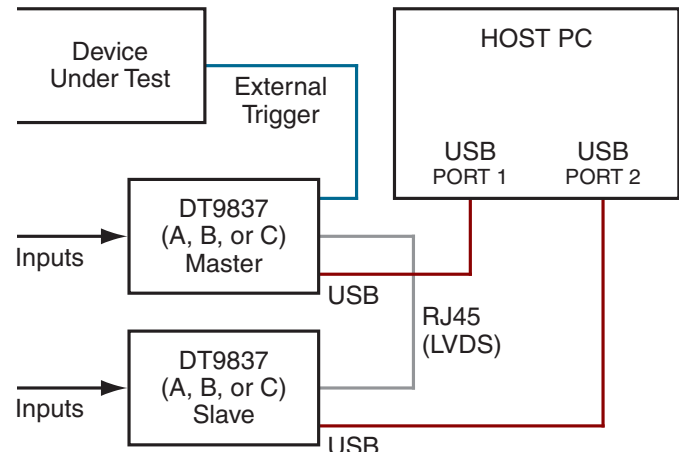 Device
Under Test
HOST PC
External
Trigger
USB
PORT 1
USB
PORT 2
DT9837
(A, B, or C)
Master
Inputs
USB
RJ45
(LVDS)
DT9837
(A, B, or C)
Slave
Inputs
USB